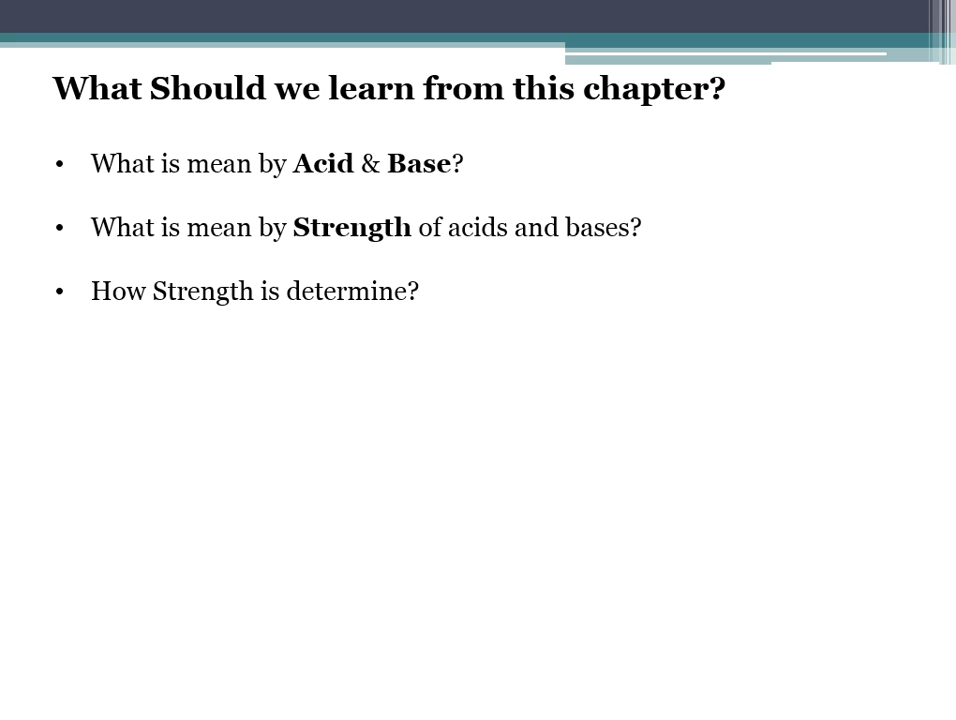 What Should we learn from this chapter?
• What is mean by Acid & Base?
• What is mean by Strength of acids and bases?
• How Strength is determine?